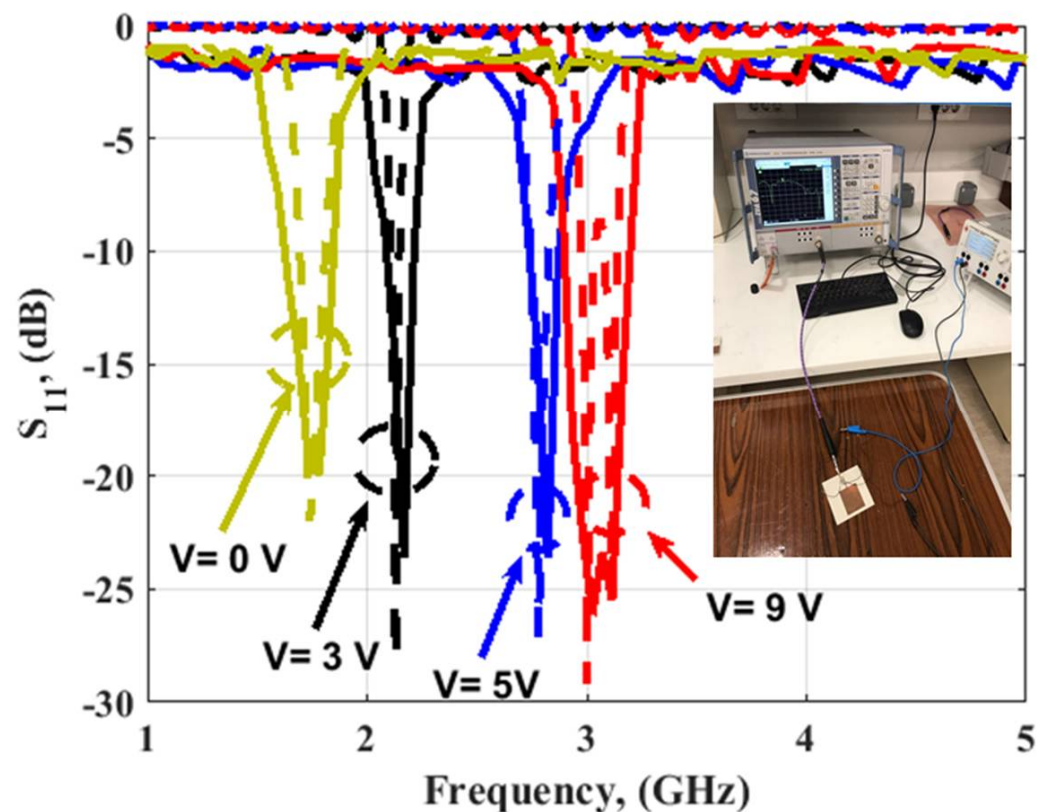 0
-5
-10
-15
-20
-25
-30
S11, (dB)
1 2 3 4 5
Frequency, (GHz)
V= 0 V
V= 3 V
V= 5V
V= 9 V